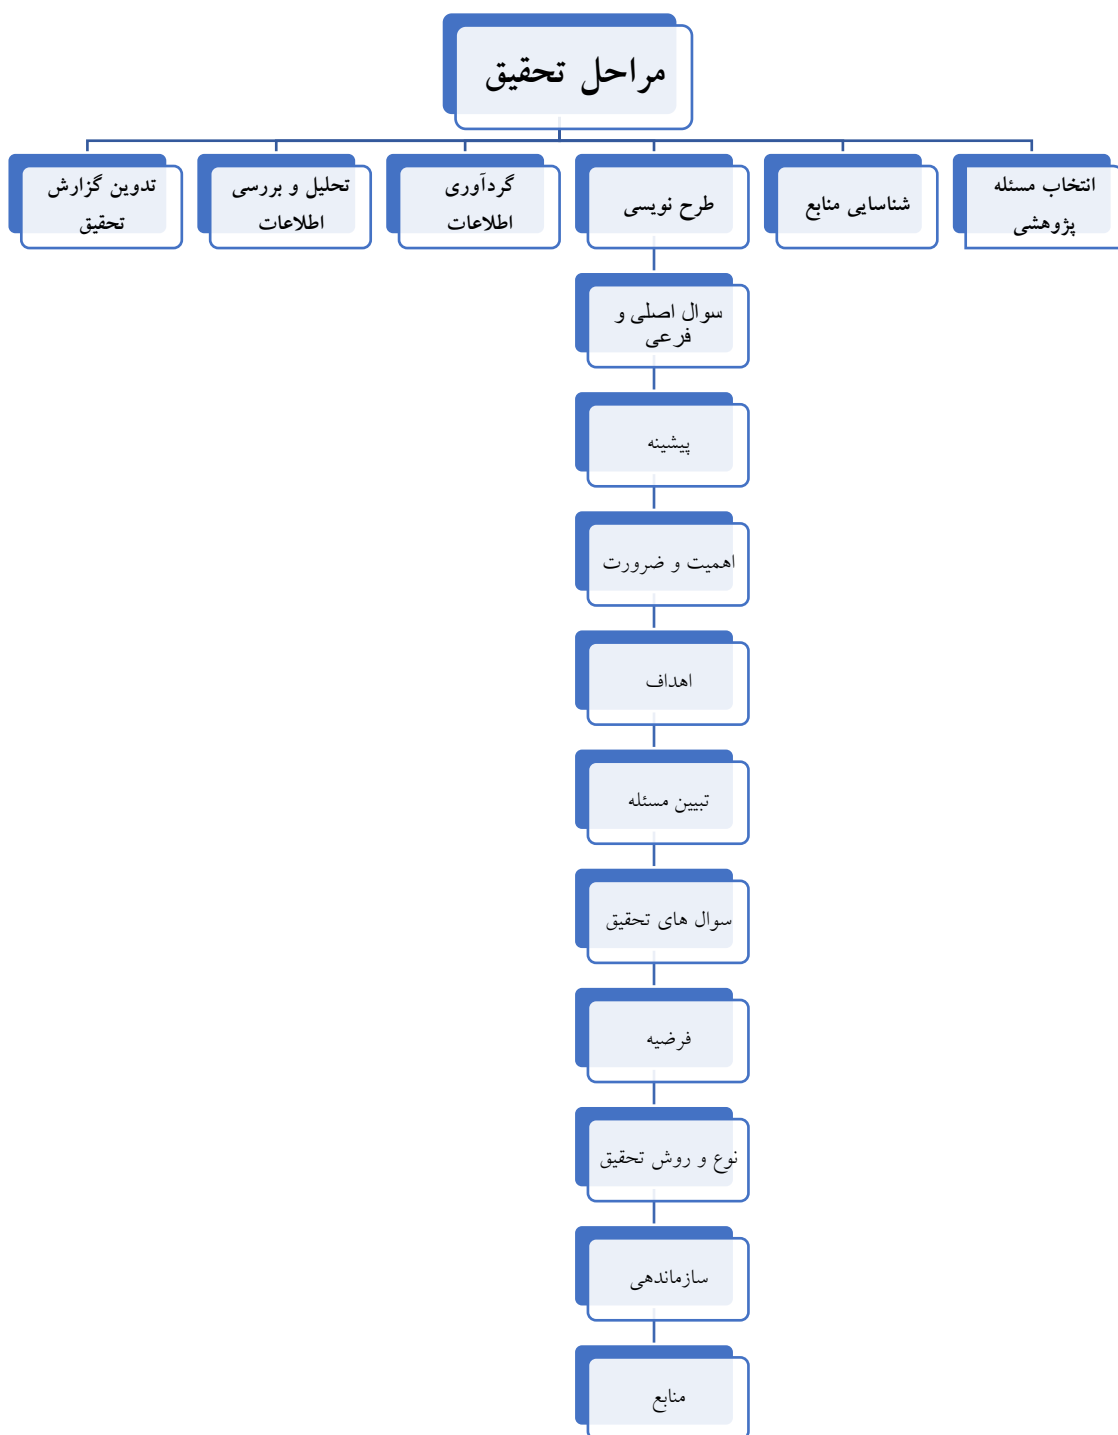 مراحل تحقیق
انتخاب مسئله
پژوهشی
شناسایی منابع
طرح نویسی
گردآوری
اطلاعات
تحلیل و بررسی
اطلاعات
تدوین گزارش
تحقیق
سوال اصلی و
فرعی
پیشینه
اهمیت و ضرورت
اهداف
تبیین مسئله
سوال های تحقیق
فرضیه
نوع و روش تحقیق
سازماندهی
منابع